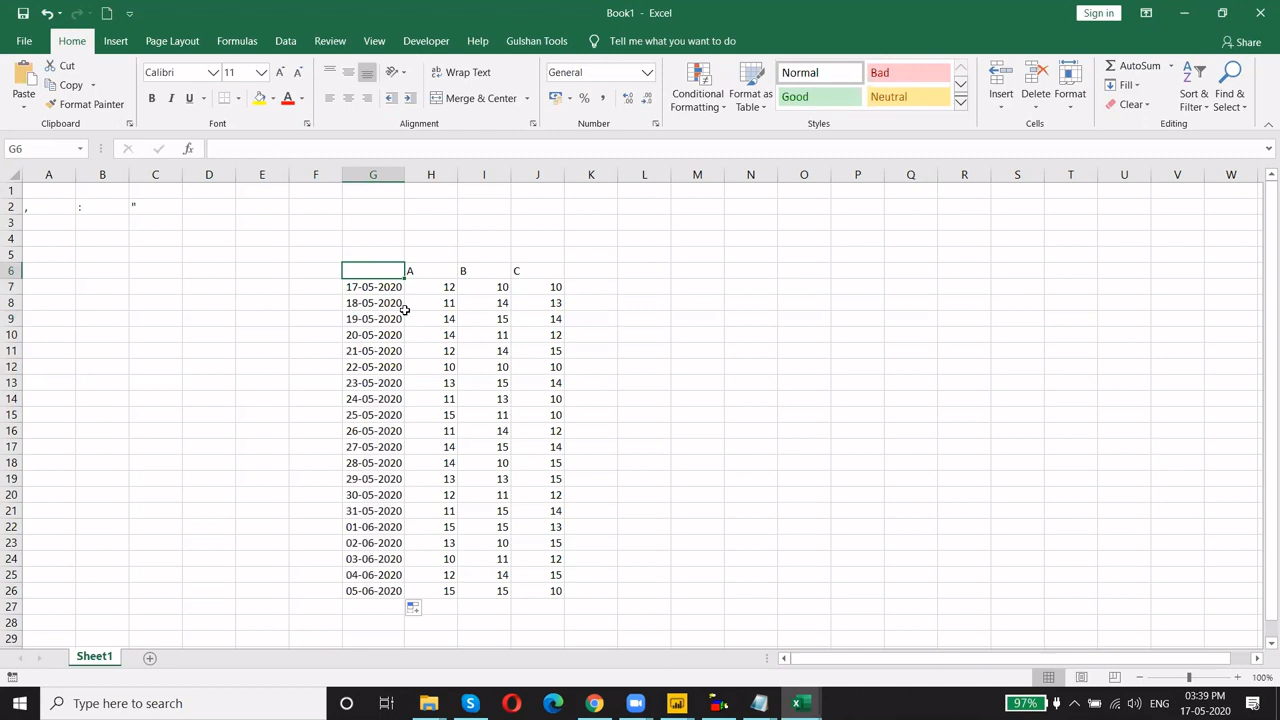 Book1 - Excel
Sign in
File Home Insert Page Layout Formulas Data Review View Developer Help Gulshan Tools Tell me what you want to do Share
Paste Cut Copy Format Painter Clipboard
Calibri 11 B I U A Font
Wrap Text Merge & Center Alignment
General % , Number
Conditional Formatting Format as Table Normal Bad Good Neutral Styles
Insert Delete Format Cells
AutoSum Fill Clear Sort & Filter Find & Select Editing
G6 fx
A B C D E F G H I J K L M N O P Q R S T U V W
1
2 , : "
3
4
5
6 A B C
7 17-05-2020 12 10 10
8 18-05-2020 11 14 13
9 19-05-2020 14 15 14
10 20-05-2020 14 11 12
11 21-05-2020 12 14 15
12 22-05-2020 10 10 10
13 23-05-2020 13 15 14
14 24-05-2020 11 13 10
15 25-05-2020 15 11 10
16 26-05-2020 11 14 12
17 27-05-2020 14 15 14
18 28-05-2020 14 10 15
19 29-05-2020 13 13 15
20 30-05-2020 12 11 12
21 31-05-2020 11 15 12
22 01-06-2020 15 15 13
23 02-06-2020 13 10 15
24 03-06-2020 10 11 12
25 04-06-2020 12 14 15
26 05-06-2020 15 15 10
27
28
29
Sheet1
100%
Type here to search
97%
03:39 PM
17-05-2020